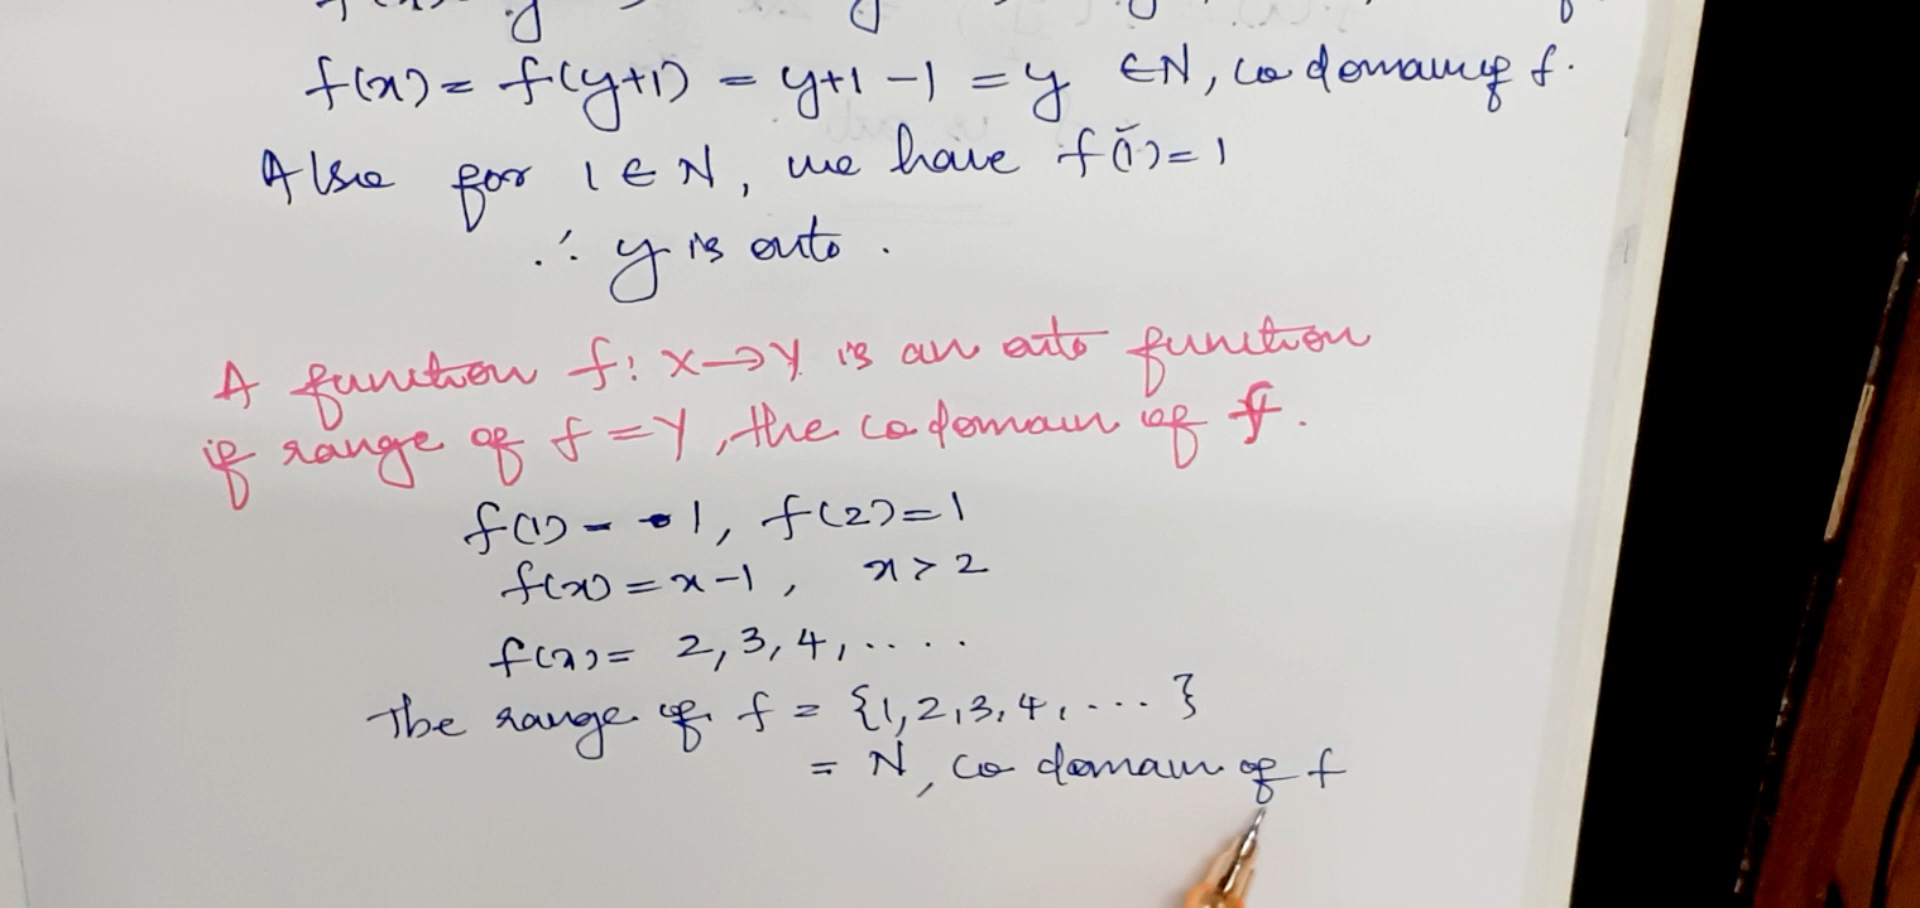 f(x) = f(y+1) = y+1-1 = y ∈N, co domain of f.
Also for 1 ∈ N, we have f(1) = 1
∴ y is onto .
A function f: X→Y is an onto function
if range of f = Y, the co domain of f.
f(1) = 1, f(2) = 1
f(x) = x-1, x > 2
f(x) = 2, 3, 4, .....
The range of f = {1, 2, 3, 4, .... }
= N, co domain of f